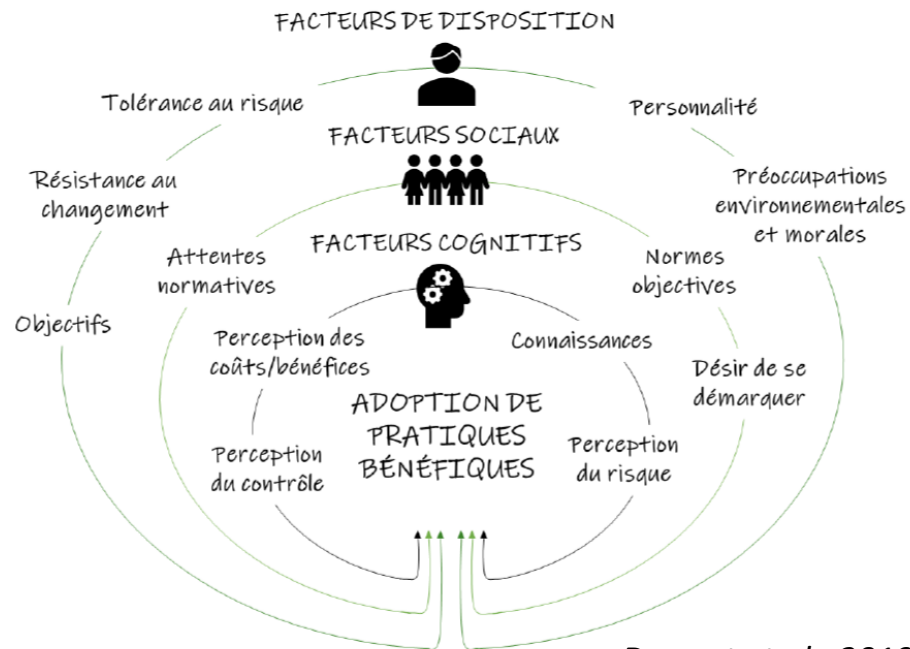 FACTEURS DE DISPOSITION
Tolérance au risque
Personnalité
FACTEURS SOCIAUX
Résistance au
changement
Préoccupations
environnementales
et morales
Attentes
normatives
FACTEURS COGNITIFS
Normes
objectives
Objectifs
Perception des
coûts/bénéfices
Connaissances
Désir de se
démarquer
ADOPTION DE
PRATIQUES
BÉNÉFIQUES
Perception
du contrôle
Perception
du risque